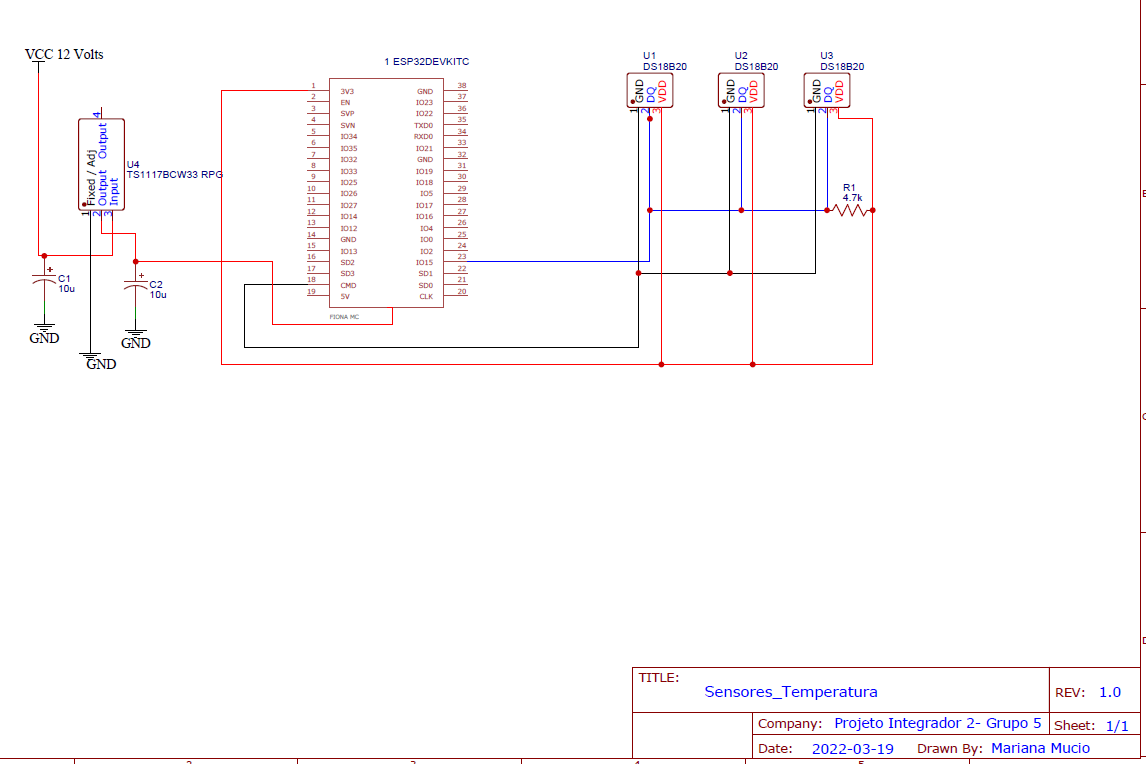 VCC 12 Volts
1 ESP32DEVKITC
U1
DS18B20
U2
DS18B20
U3
DS18B20
GND
DQ
VDD
1
2
3
GND
DQ
VDD
1
2
3
GND
DQ
VDD
1
2
3
4
Fixed / Adj
Output Output
Input
1
2
3
U4
TS1117BCW33 RPG
1 3V3 GND 38
2 EN IO23 37
3 SVP IO22 36
4 SVN TXD0 35
5 IO34 RXD0 34
6 IO35 IO21 33
7 IO32 GND 32
8 IO33 IO19 31
9 IO25 IO18 30
10 IO26 IO5 29
11 IO27 IO17 28
12 IO14 IO16 27
13 IO12 IO4 26
14 GND IO0 25
15 IO13 IO2 24
16 SD2 IO15 23
17 SD3 SD1 22
18 CMD SD0 21
19 5V CLK 20
FIONA MC
R1
4.7k
+
C1
10u
+
C2
10u
GND
GND
GND
TITLE:
Sensores_Temperatura
REV: 1.0
Company: Projeto Integrador 2- Grupo 5
Sheet: 1/1
Date: 2022-03-19 Drawn By: Mariana Mucio